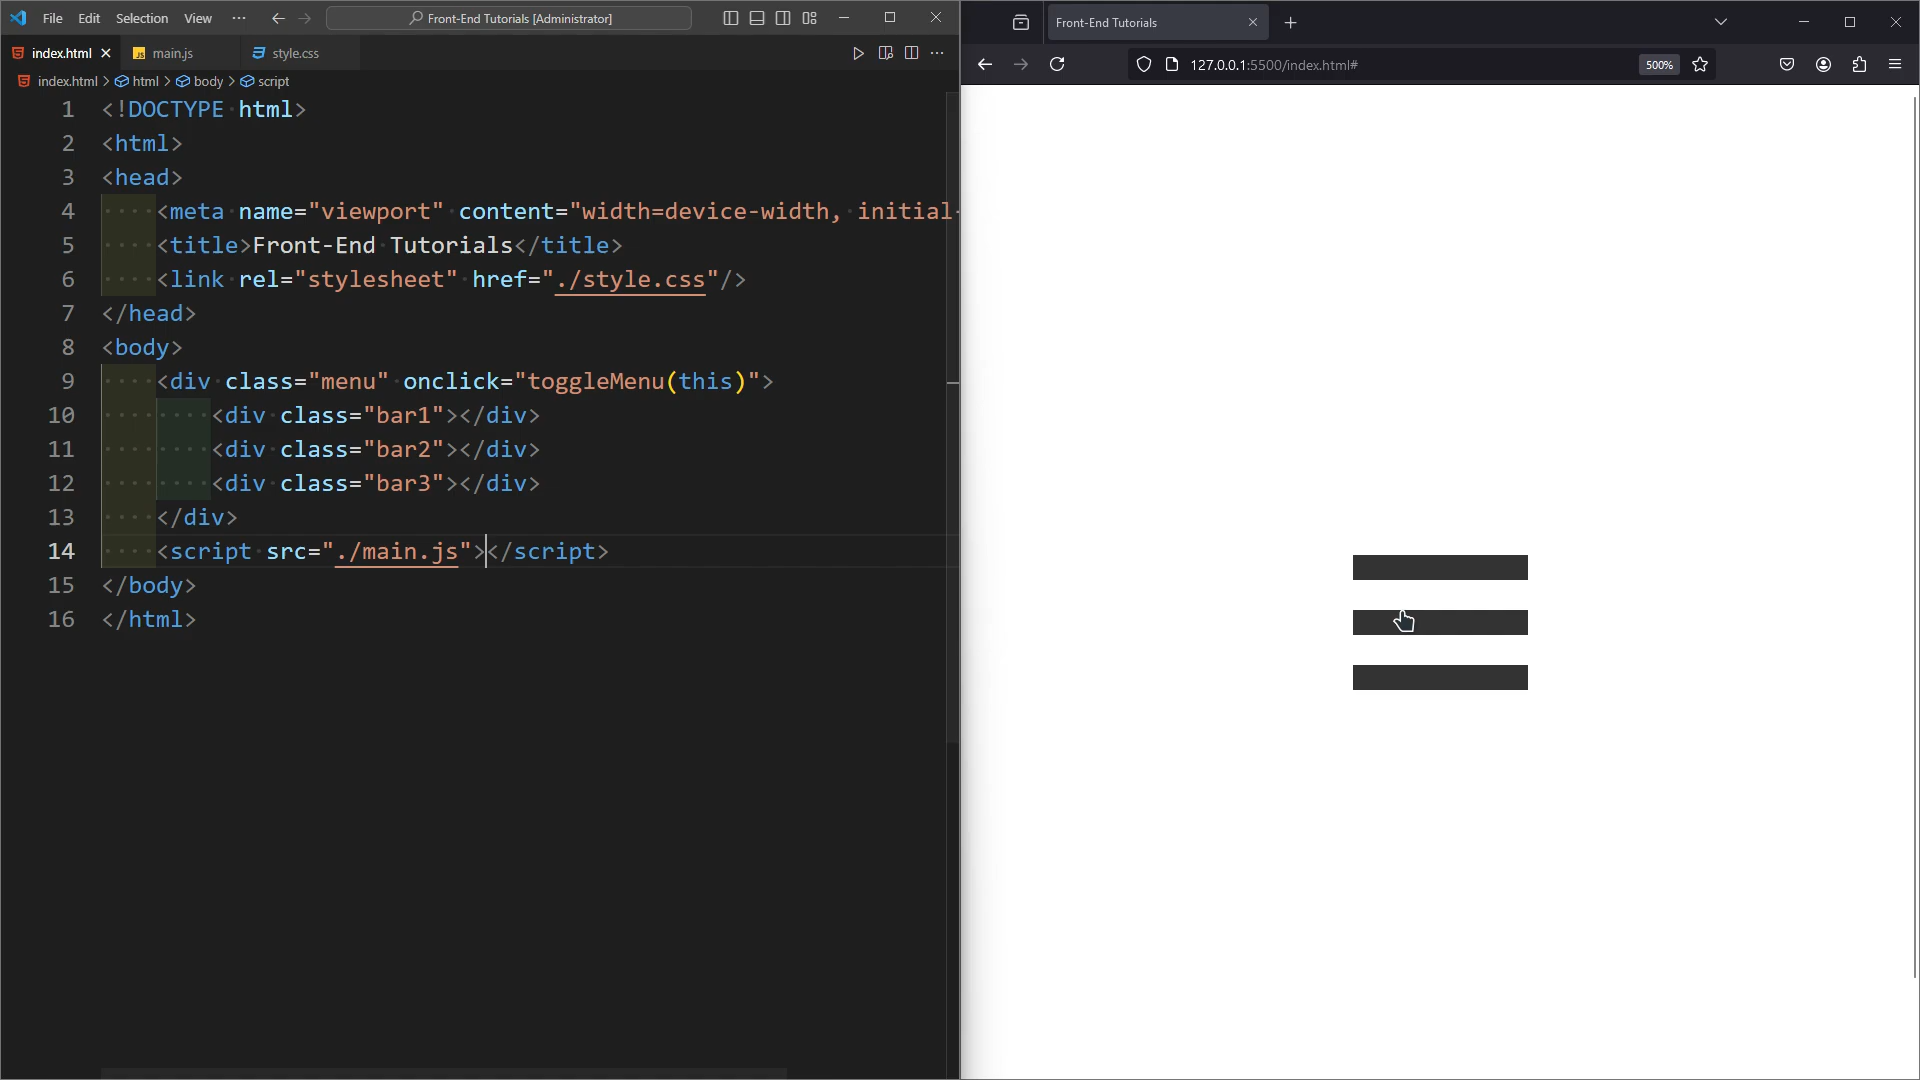 File Edit Selection View ··· Front-End Tutorials [Administrator]
index.html main.js style.css
index.html > html > body > script
1 <!DOCTYPE html>
2 <html>
3 <head>
4 <meta name="viewport" content="width=device-width, initial-
5 <title>Front-End Tutorials</title>
6 <link rel="stylesheet" href="./style.css"/>
7 </head>
8 <body>
9 <div class="menu" onclick="toggleMenu(this)">
10 <div class="bar1"></div>
11 <div class="bar2"></div>
12 <div class="bar3"></div>
13 </div>
14 <script src="./main.js"></script>
15 </body>
16 </html>
Front-End Tutorials
127.0.0.1:5500/index.html# 500%